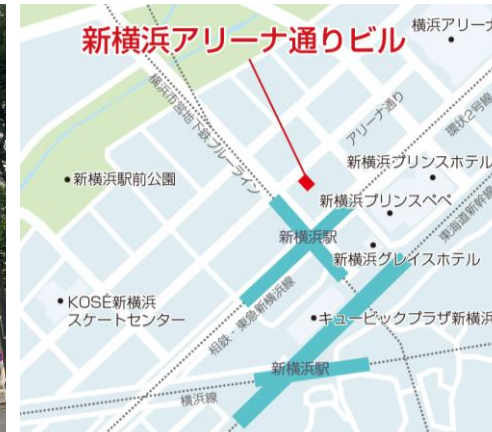 新横浜アリーナ通りビル
横浜アリーナ
横浜市営地下鉄ブルーライン
アリーナ通り
環状2号線
新横浜プリンスホテル
新横浜駅前公園
新横浜プリンスペペ
東海道新幹線
新横浜駅
新横浜グレイスホテル
KOSÉ新横浜
スケートセンター
相鉄・東急新横浜線
キュービックプラザ新横浜
新横浜駅
横浜線